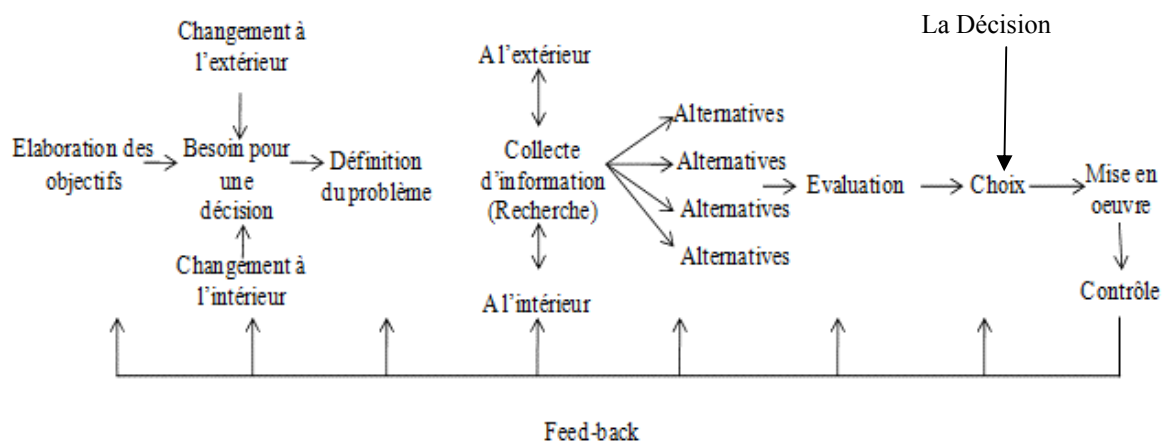 La Décision
Changement à
l'extérieur
A l'extérieur
Elaboration des
objectifs
Besoin pour
une
décision
Définition
du problème
Collecte
d'information
(Recherche)
Alternatives
Alternatives
Alternatives
Alternatives
Evaluation
Choix
Mise en
oeuvre
Changement à
l'intérieur
A l'intérieur
Contrôle
Feed-back